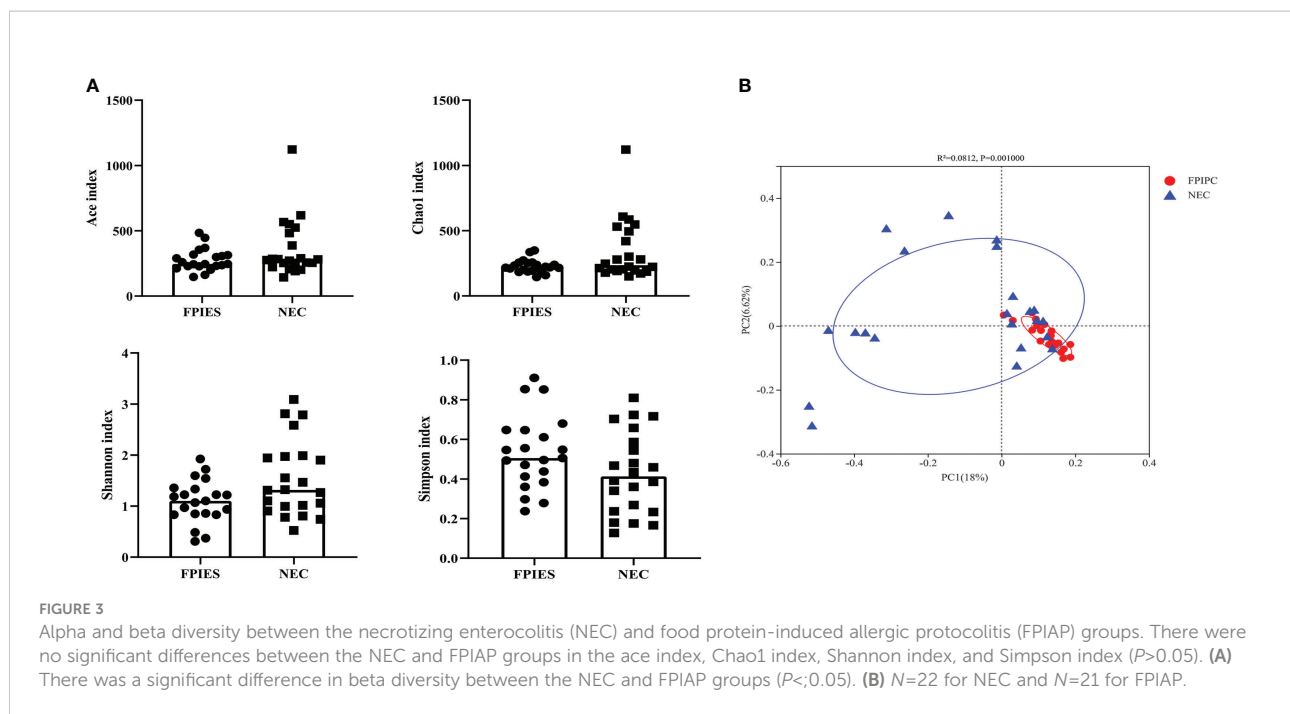 A
B
1500
1000
500
0
Ace index
FPIES
NEC
1500
1000
500
0
Chao1 index
FPIES
NEC
4
3
2
1
0
Shannon index
FPIES
NEC
1.0
0.8
0.6
0.4
0.2
0.0
Simpson index
FPIES
NEC
R²=0.0812, P=0.001000
FPIPC
NEC
0.4
0.2
0
-0.2
-0.4
PC2(6.62%)
-0.6
-0.4
-0.2
0
0.2
0.4
PC1(18%)
FIGURE 3
Alpha and beta diversity between the necrotizing enterocolitis (NEC) and food protein-induced allergic protocolitis (FPIAP) groups. There were
no significant differences between the NEC and FPIAP groups in the ace index, Chao1 index, Shannon index, and Simpson index (P>0.05). (A)
There was a significant difference in beta diversity between the NEC and FPIAP groups (P<;0.05). (B) N=22 for NEC and N=21 for FPIAP.